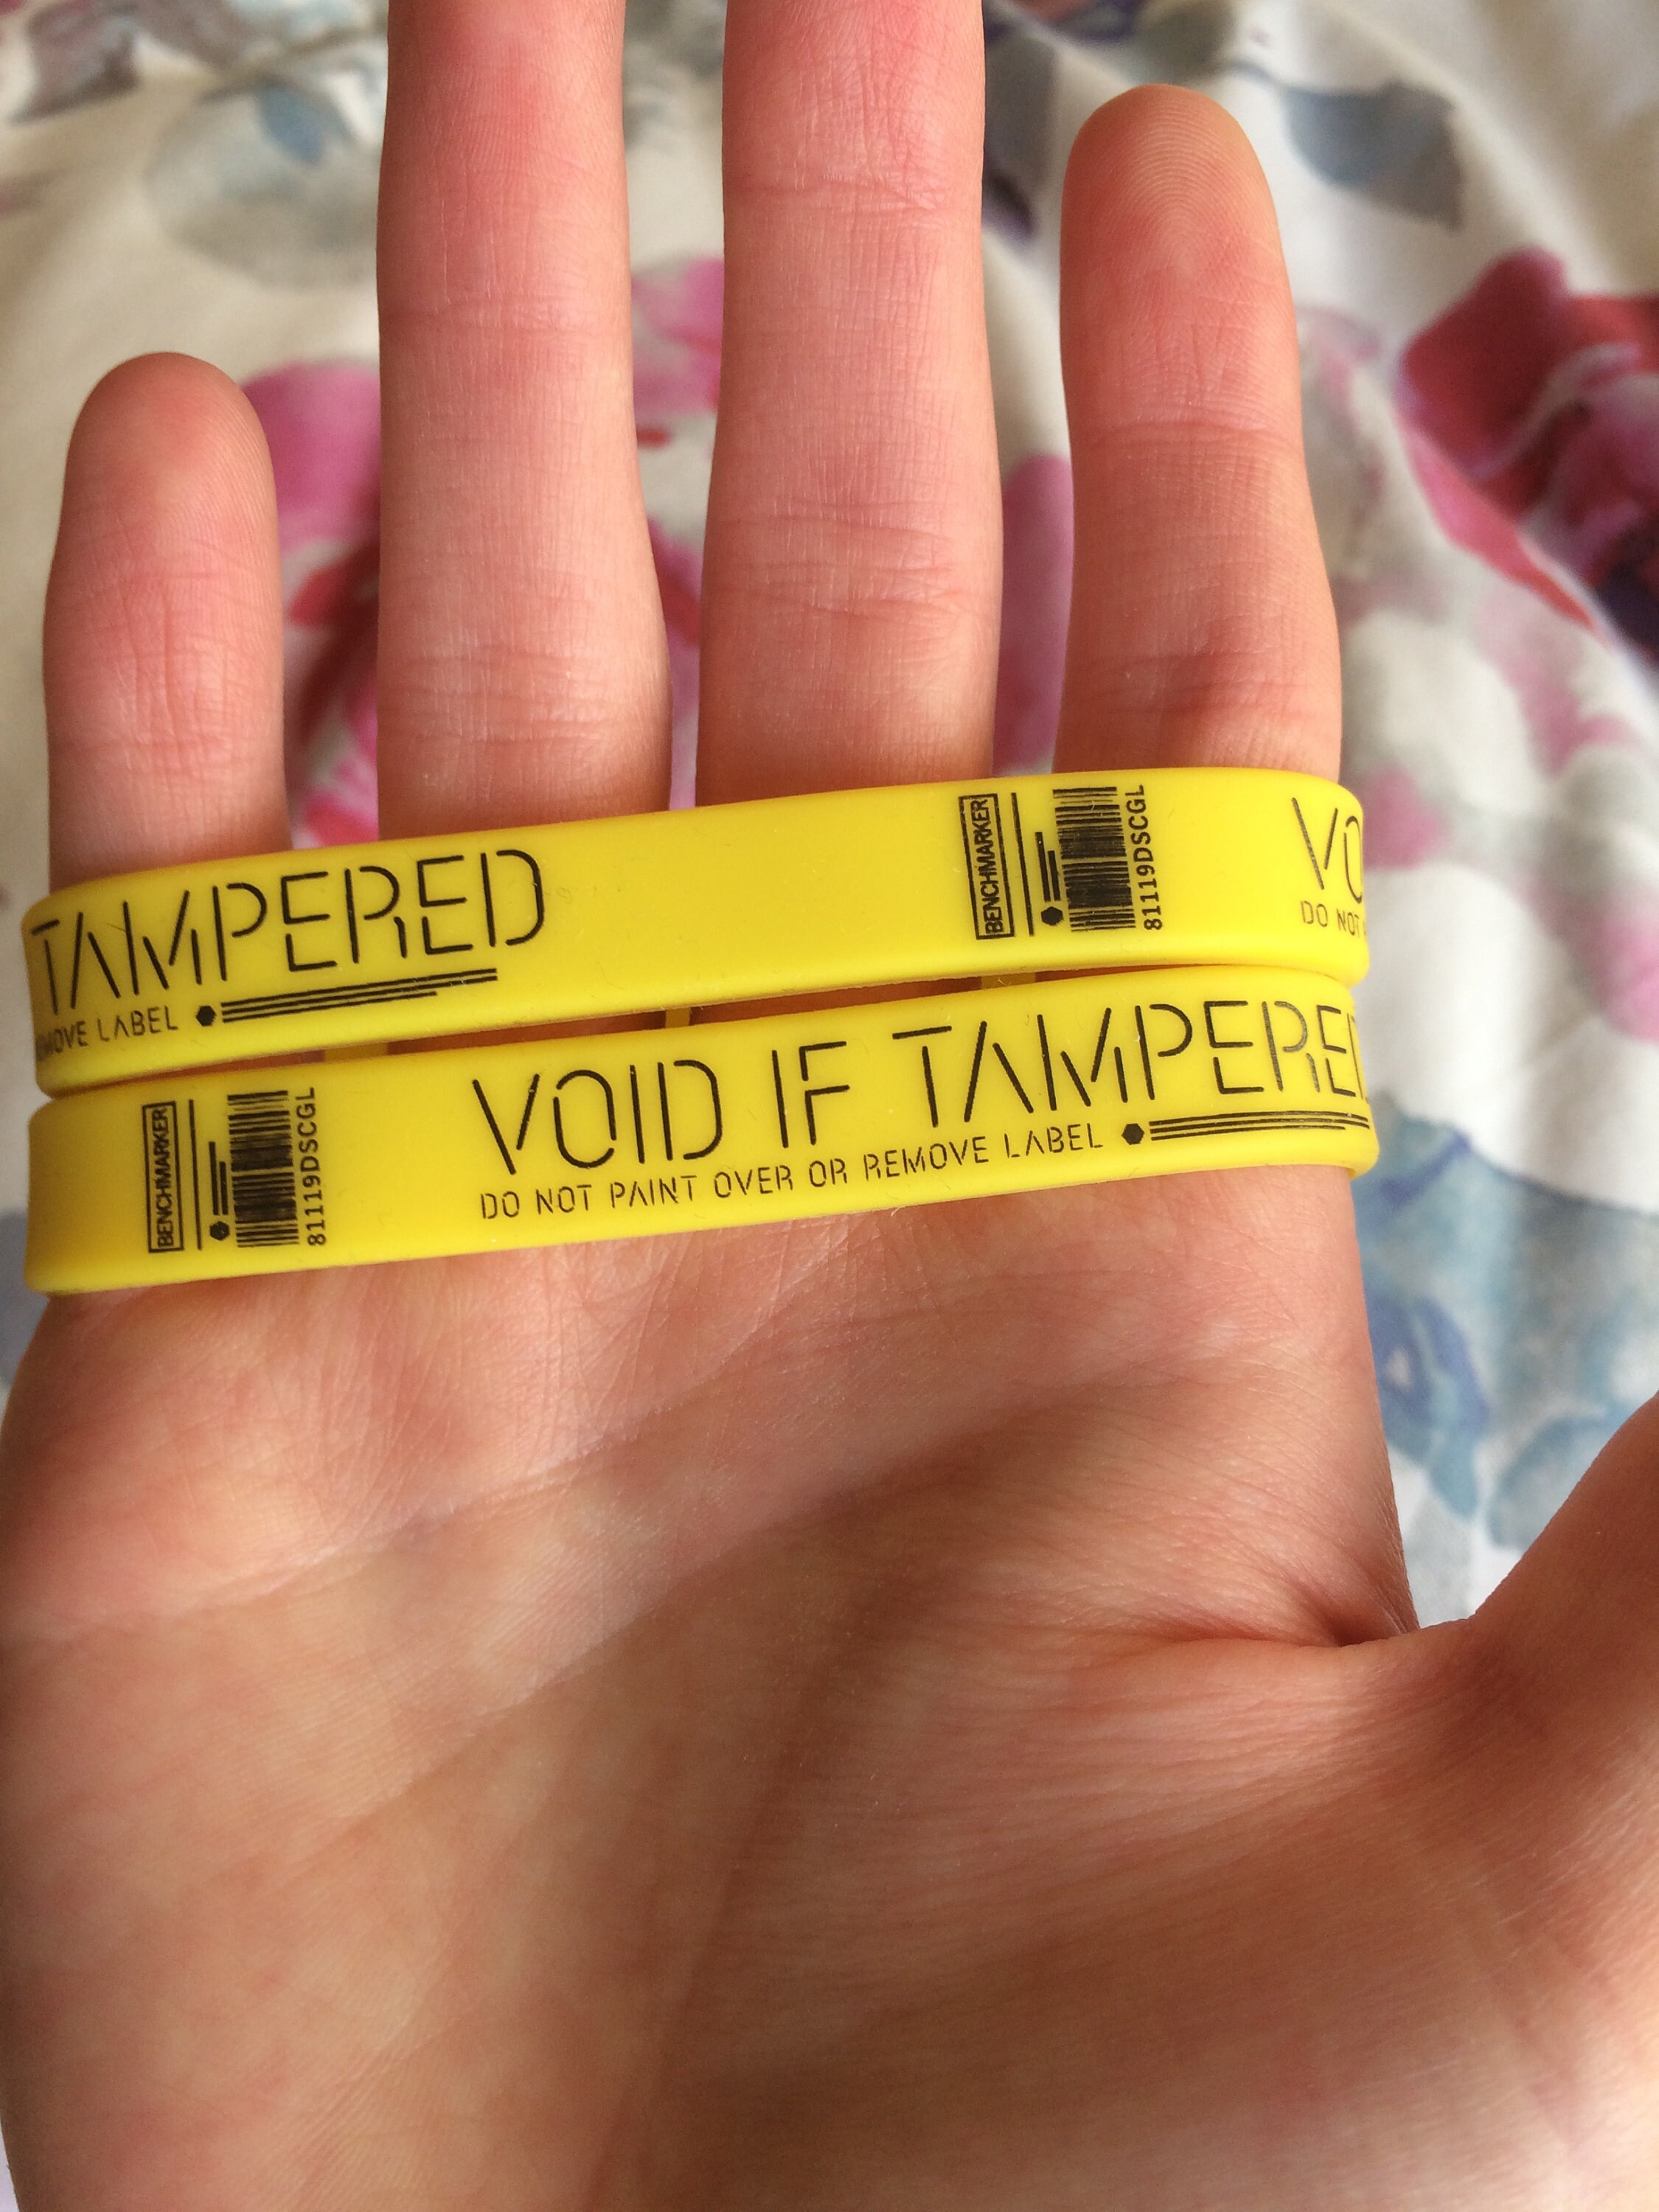 TAMPERED
REMOVE LABEL
BENCHMARKER
81119DSCGL
VO
DO NOT
BENCHMARKER
81119DSCGL
VOID IF TAMPERED
DO NOT PAINT OVER OR REMOVE LABEL